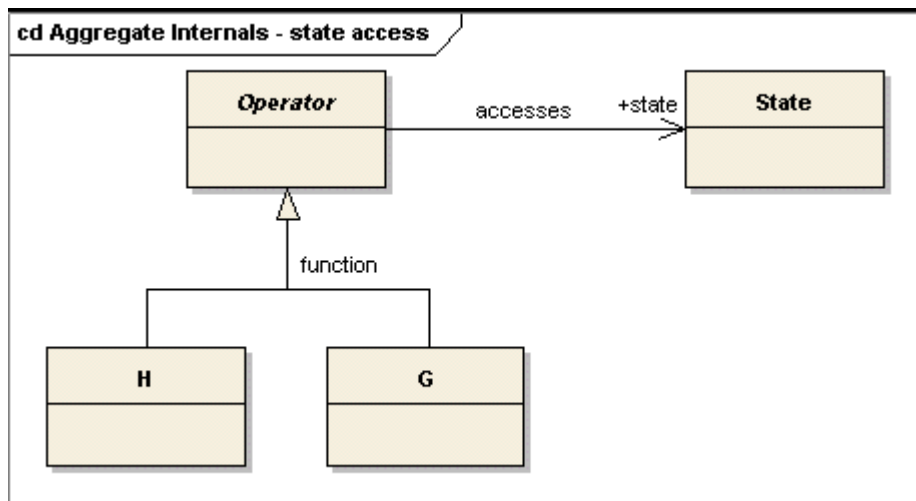 cd Aggregate Internals - state access
Operator
accesses
+state
State
function
H
G